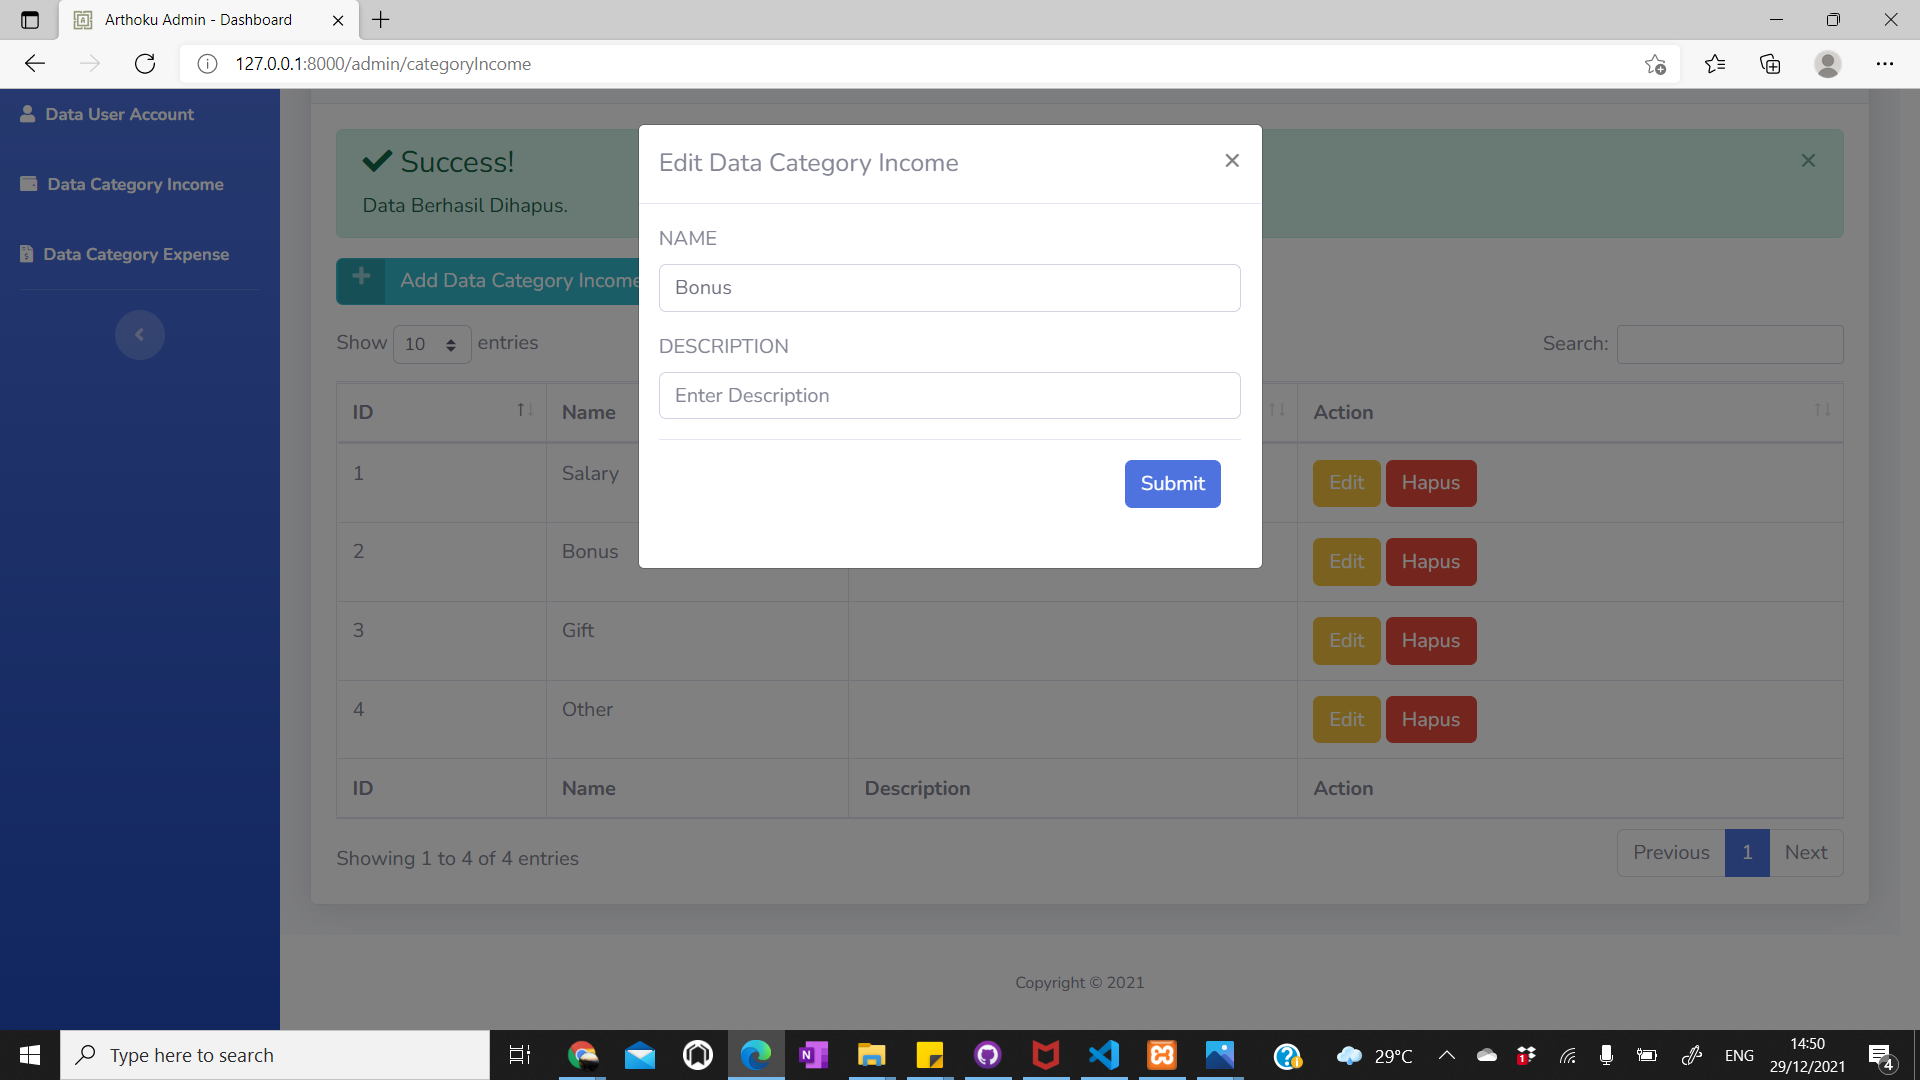 Arthoku Admin - Dashboard
127.0.0.1:8000/admin/categoryIncome
Data User Account
Data Category Income
Data Category Expense
Success!
Data Berhasil Dihapus.
Add Data Category Income
Show 10 entries
Search:
Edit Data Category Income
NAME
Bonus
DESCRIPTION
Enter Description
Submit
ID Name Action
1 Salary Edit Hapus
2 Bonus Edit Hapus
3 Gift Edit Hapus
4 Other Edit Hapus
ID Name Description Action
Showing 1 to 4 of 4 entries
Previous 1 Next
Copyright © 2021
Type here to search
29°C
ENG
14:50
29/12/2021
4